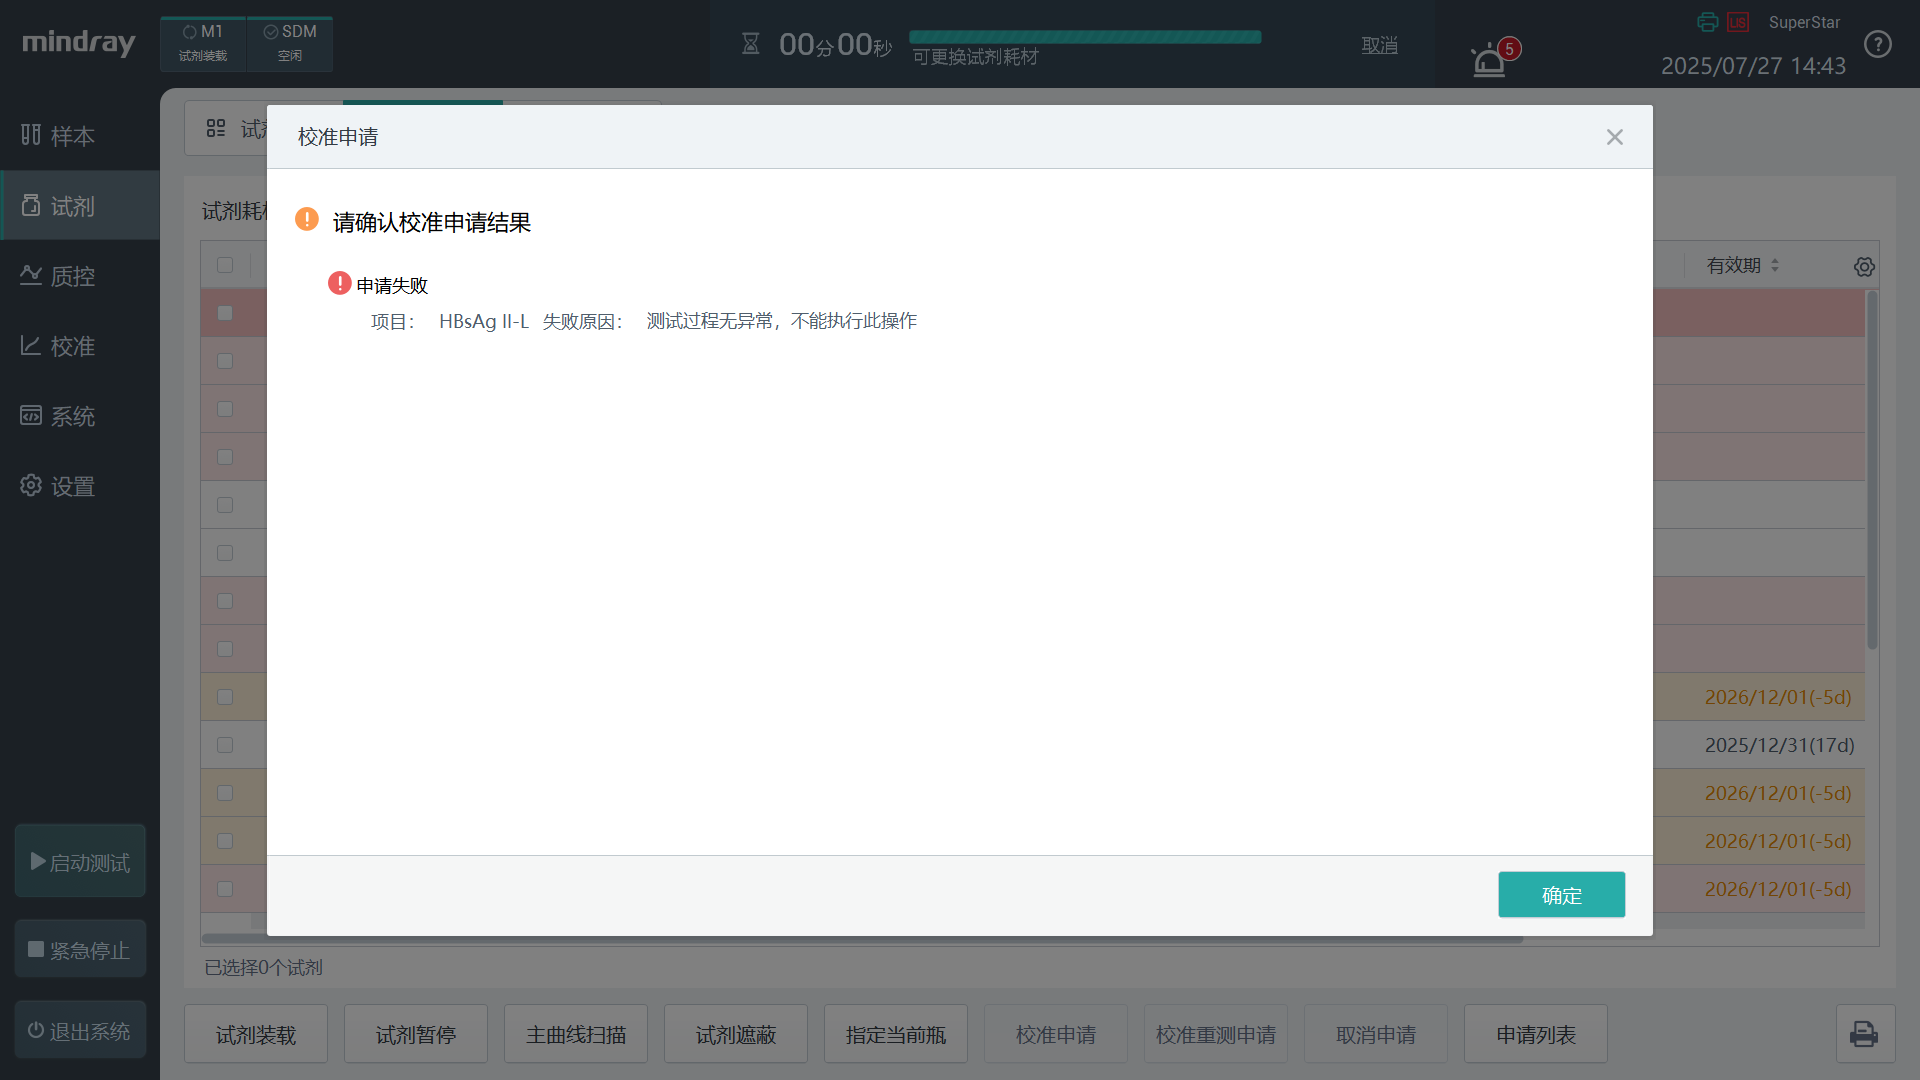 mindray
M1
试剂装载
SDM
空闲
00分00秒
可更换试剂耗材
取消
5
LIS
SuperStar
2025/07/27 14:43
样本
试剂
质控
校准
系统
设置
启动测试
紧急停止
退出系统
试剂耗
校准申请
请确认校准申请结果
申请失败
项目： HBsAg II-L 失败原因： 测试过程无异常，不能执行此操作
确定
有效期
2026/12/01(-5d)
2025/12/31(17d)
2026/12/01(-5d)
2026/12/01(-5d)
2026/12/01(-5d)
已选择0个试剂
试剂装载
试剂暂停
主曲线扫描
试剂遮蔽
指定当前瓶
校准申请
校准重测申请
取消申请
申请列表